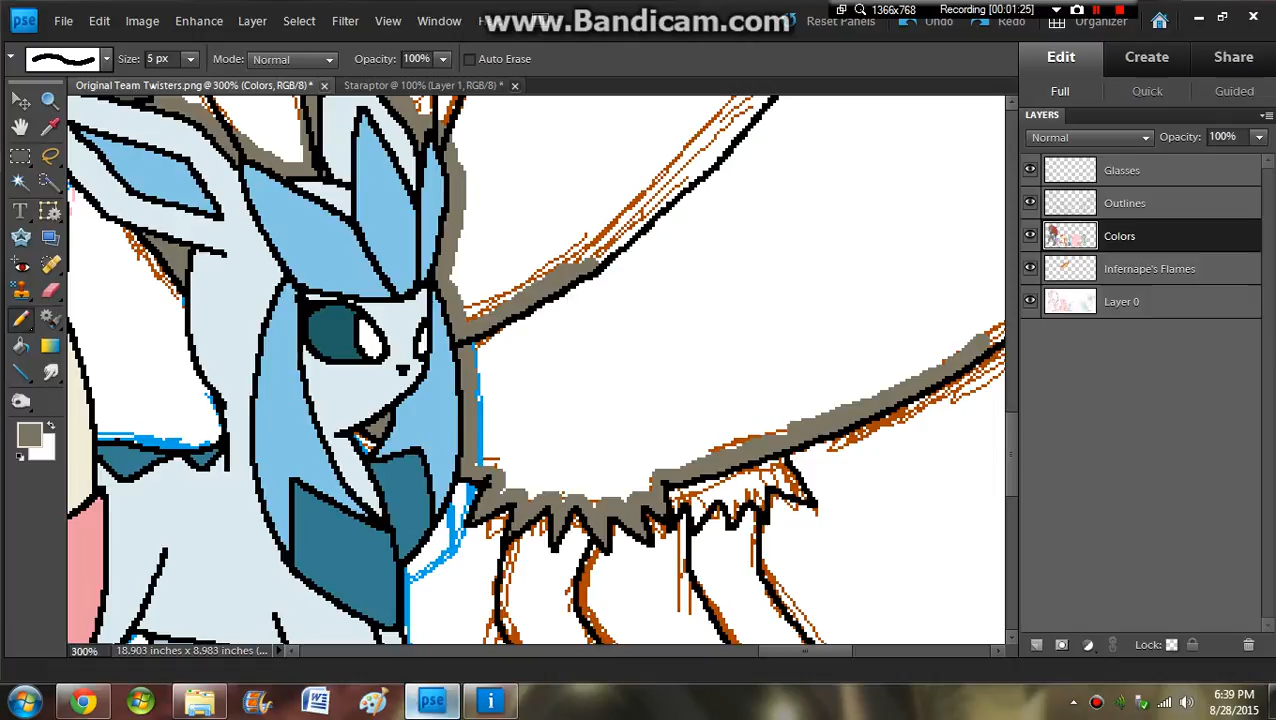 www.Bandicam.com
1366x768
Recording [00:01:25]
pse
File
Edit
Image
Enhance
Layer
Select
Filter
View
Window
Reset Panels
Undo
Redo
Organizer
Size: 5 px
Mode: Normal
Opacity: 100%
Auto Erase
Edit
Create
Share
Full
Guided
Original Team Twisters.png @ 300% (Colors, RGB/8) *
Staraptor @ 100% (Layer 1, RGB/8) *
LAYERS
Normal
Opacity: 100%
Glasses
Outlines
Colors
Infernape's Flames
Layer 0
300%
18.903 inches x 8.983 inches (...
Lock:
pse
6:39 PM
8/28/2015